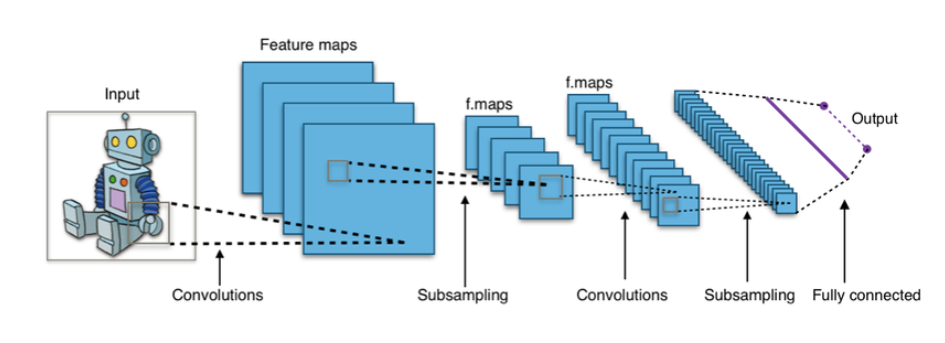 Feature maps
f.maps
Input
f.maps
Output
Convolutions
Subsampling
Convolutions
Subsampling
Fully connected